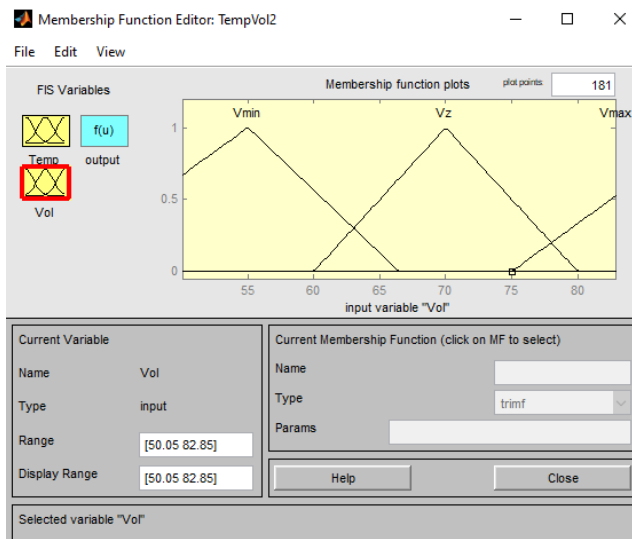 Membership Function Editor: TempVol2
File Edit View
FIS Variables
Temp
f(u)
output
Vol
Membership function plots
plot points:
181
Vmin
Vz
Vmax
1
0.5
0
55 60 65 70 75 80
input variable "Vol"
Current Variable
Name Vol
Type input
Range [50.05 82.85]
Display Range [50.05 82.85]
Current Membership Function (click on MF to select)
Name
Type trimf
Params
Help Close
Selected variable "Vol"